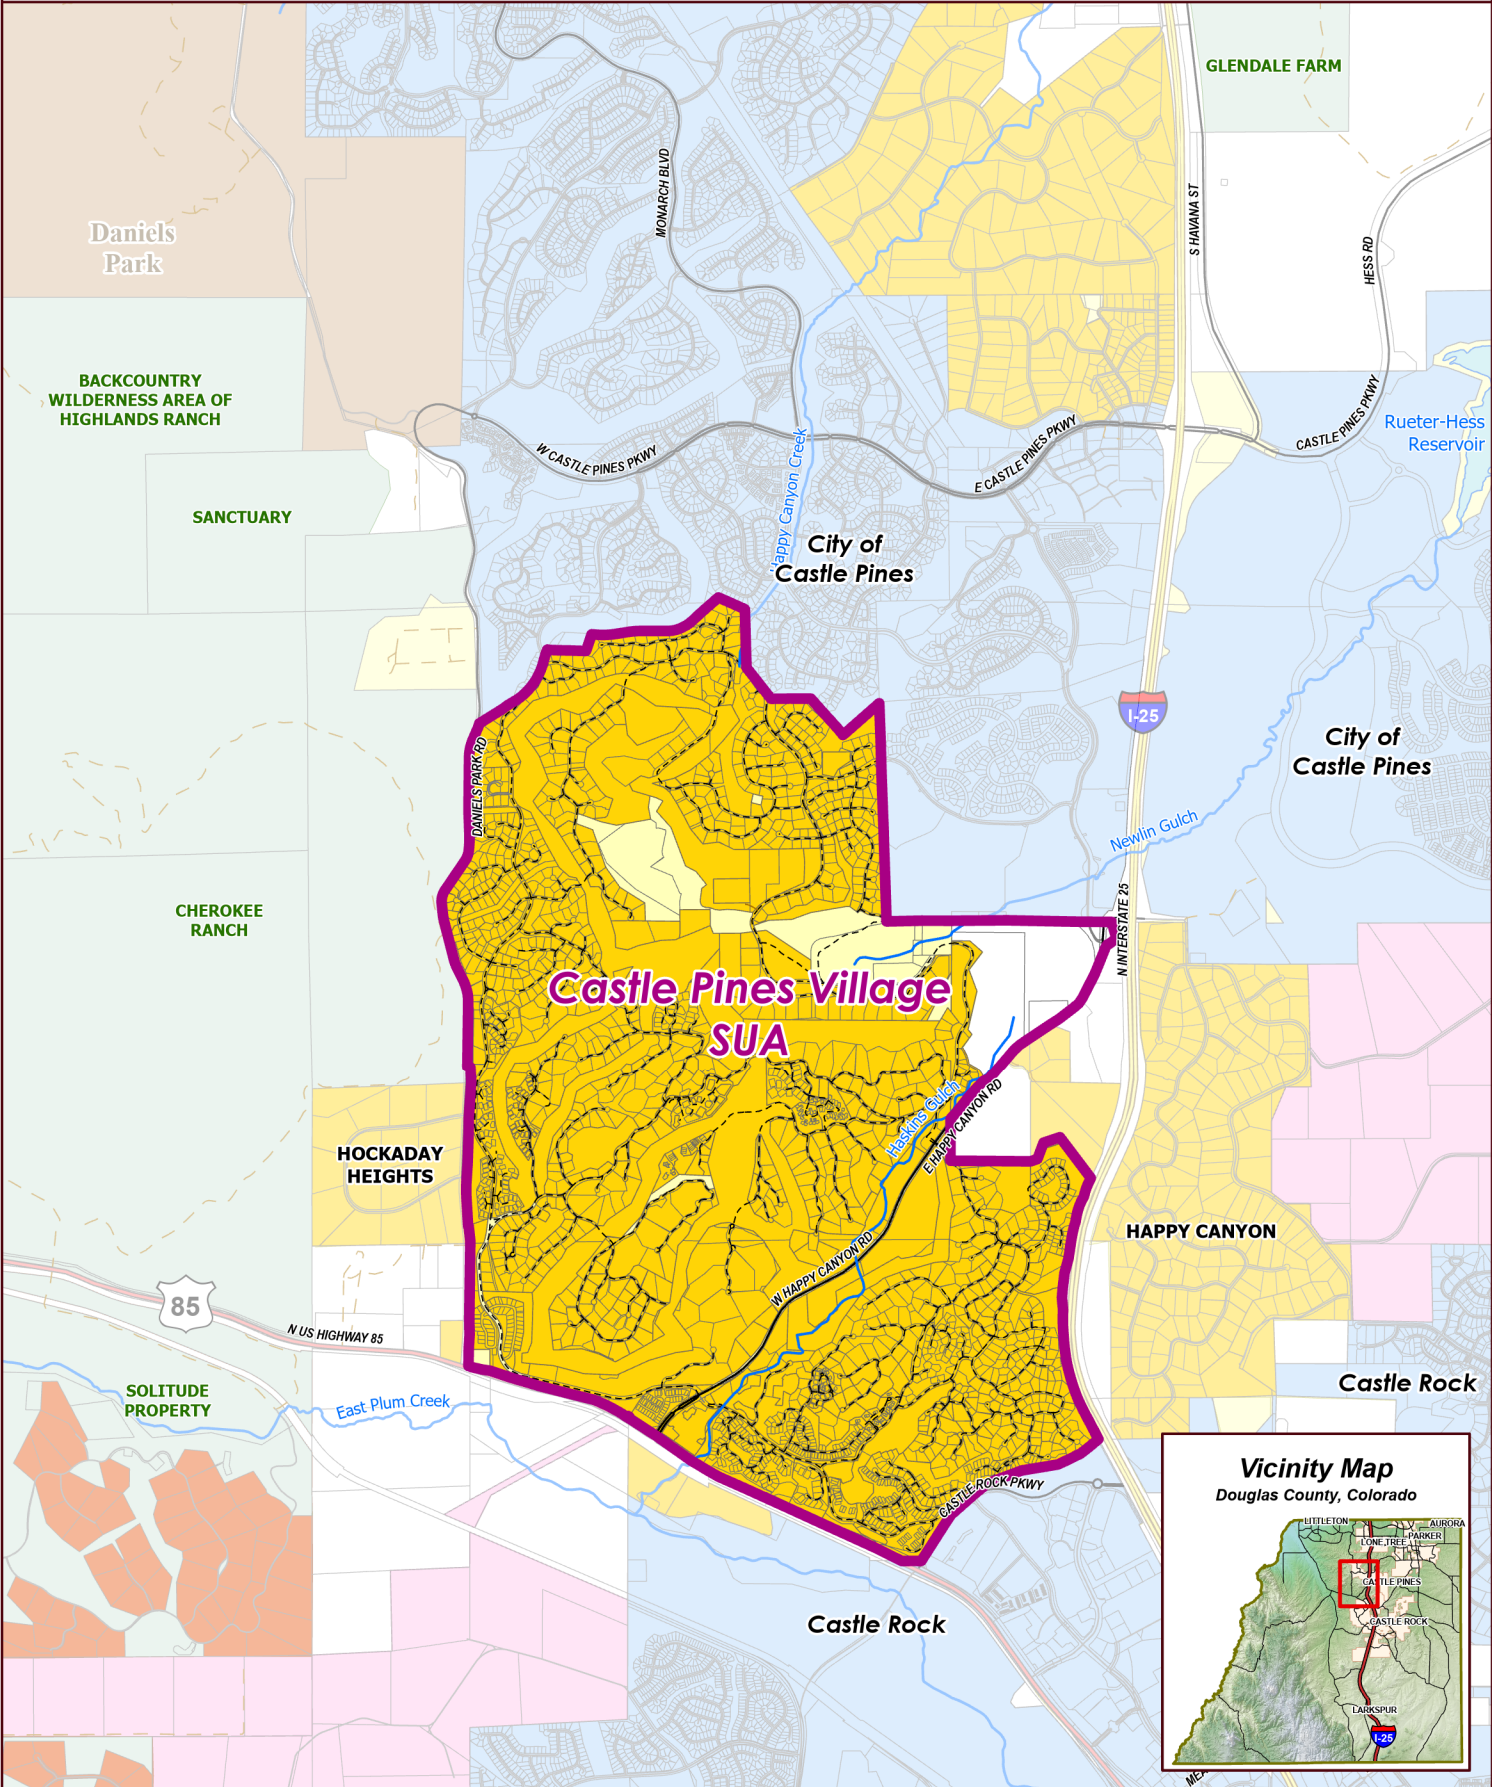 GLENDALE FARM
MONARCH BLVD
S HAVANA ST
Daniels
Park
HESS RD
BACKCOUNTRY
WILDERNESS AREA OF
HIGHLANDS RANCH
W CASTLE PINES PKWY
E CASTLE PINES PKWY
CASTLE PINES PKWY
Rueter-Hess
Reservoir
Happy Canyon Creek
SANCTUARY
City of
Castle Pines
I-25
City of
Castle Pines
DANIELS PARK RD
Newlin Gulch
CHEROKEE
RANCH
N INTERSTATE 25
Castle Pines Village
SUA
Haskins Gulch
E HAPPY CANYON RD
HOCKADAY
HEIGHTS
HAPPY CANYON
W HAPPY CANYON RD
85
N US HIGHWAY 85
SOLITUDE
PROPERTY
East Plum Creek
Castle Rock
CASTLE ROCK PKWY
Castle Rock
Vicinity Map
Douglas County, Colorado
LITTLETON
AURORA
LONE TREE
PARKER
CASTLE PINES
CASTLE ROCK
LARKSPUR
I-25